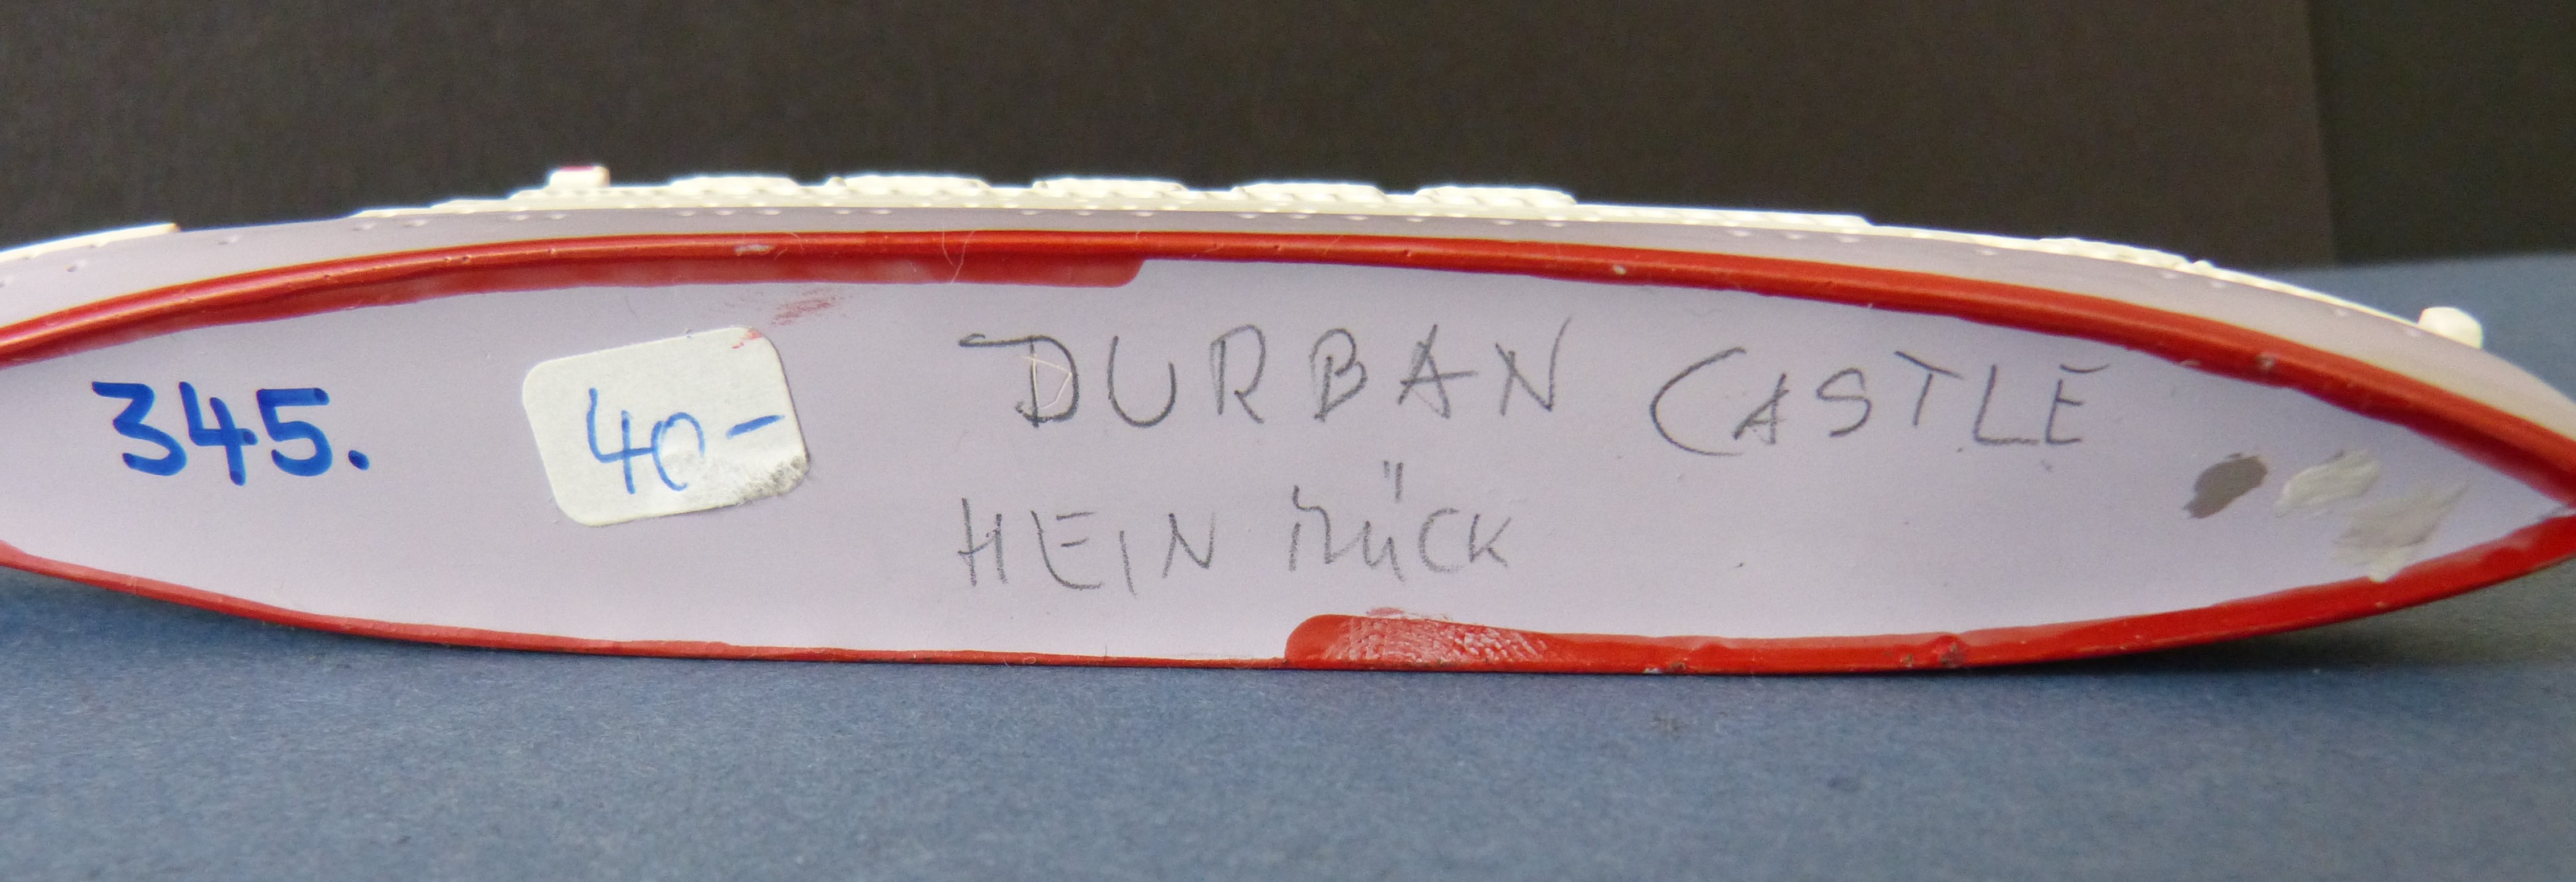 345.
40-
DURBAN CASTLE
HEIN MÜCK